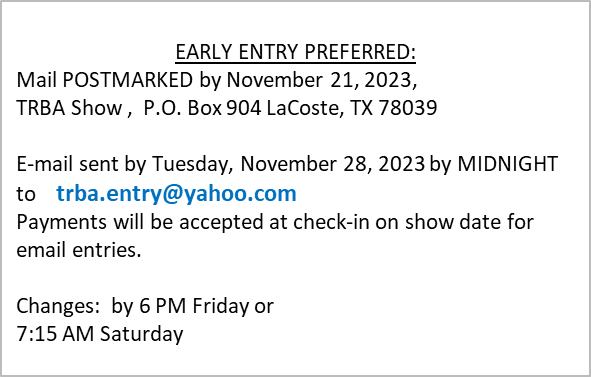 EARLY ENTRY PREFERRED:
Mail POSTMARKED by November 21, 2023,
TRBA Show ,  P.O. Box 904 LaCoste, TX 78039
E-mail sent by Tuesday, November 28, 2023 by MIDNIGHT
to    trba.entry@yahoo.com
Payments will be accepted at check-in on show date for
email entries.
Changes:  by 6 PM Friday or
7:15 AM Saturday